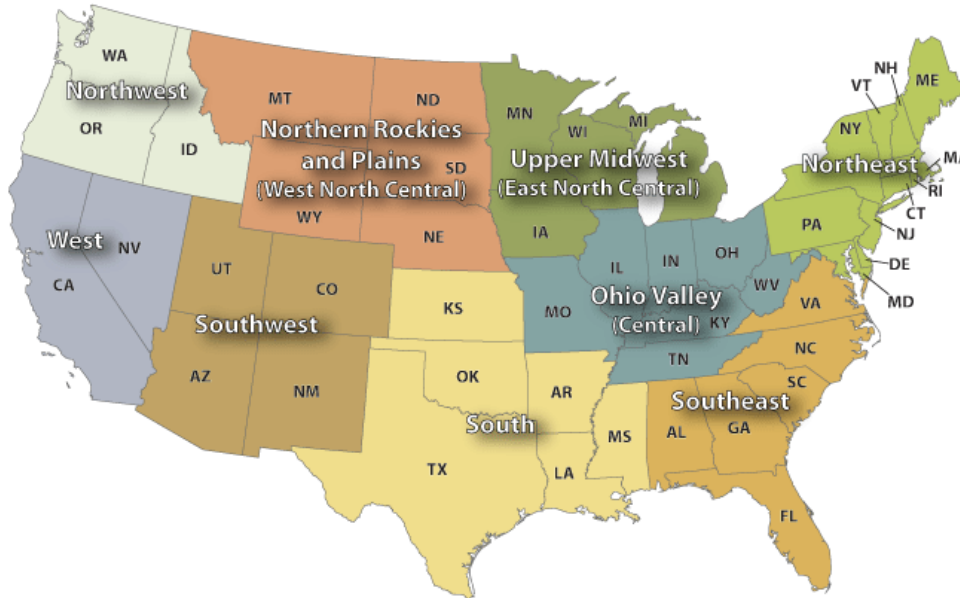 WA
Northwest
OR
ID
MT
ND
Northern Rockies
and Plains
(West North Central)
SD
WY
NE
MN
WI
MI
Upper Midwest
(East North Central)
IA
NH
VT
ME
NY
Northeast
MA
RI
CT
PA
NJ
DE
MD
West
NV
CA
UT
CO
Southwest
AZ
NM
KS
OK
AR
South
TX
LA
MS
IL
IN
OH
WV
Ohio Valley
(Central)
MO
KY
TN
VA
NC
SC
Southeast
AL
GA
FL